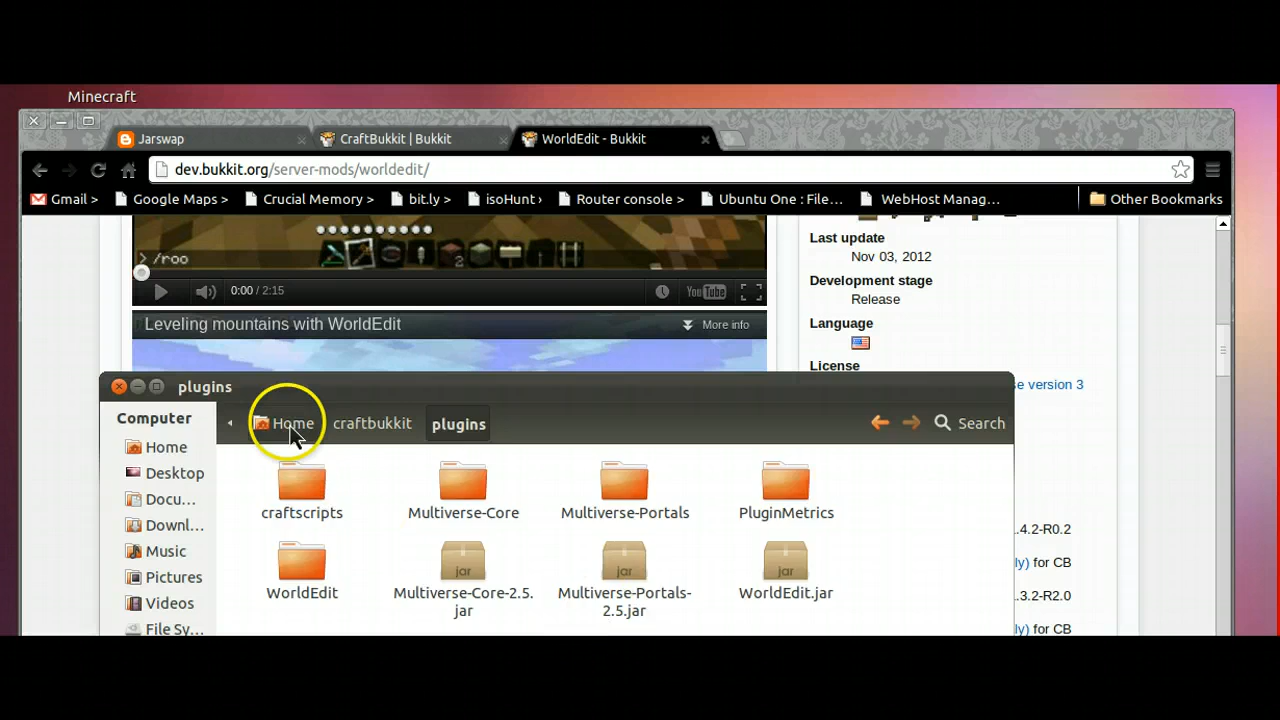 Minecraft
Jarswap
CraftBukkit | Bukkit
WorldEdit - Bukkit
dev.bukkit.org/server-mods/worldedit/
Gmail >
Google Maps >
Crucial Memory >
bit.ly >
isoHunt ›
Router console >
Ubuntu One : File...
WebHost Manag...
Other Bookmarks
> /roo
2
0:00 / 2:15
YouTube
Leveling mountains with WorldEdit
More info
Last update
Nov 03, 2012
Development stage
Release
Language
License
se version 3
.4.2-R0.2
ly) for CB
.3.2-R2.0
ly) for CB
plugins
Computer
Home
Desktop
Docu...
Downl...
Music
Pictures
Videos
File Sy...
Home
craftbukkit
plugins
Search
craftscripts
Multiverse-Core
Multiverse-Portals
PluginMetrics
WorldEdit
jar
Multiverse-Core-2.5.
jar
jar
Multiverse-Portals-
2.5.jar
jar
WorldEdit.jar